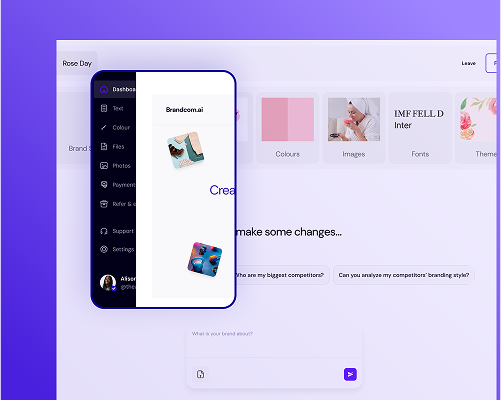 Rose Day
Leave
Dashboa
Text
Colour
Files
Photos
Payment
Refer & e
Support
Settings
Alison
Brandcom.ai
Crea
Brand S
Colours
Images
IMF FELL D
Inter
Fonts
Theme
make some changes...
Who are my biggest competitors?
Can you analyze my competitors' branding style?
What is your brand about?